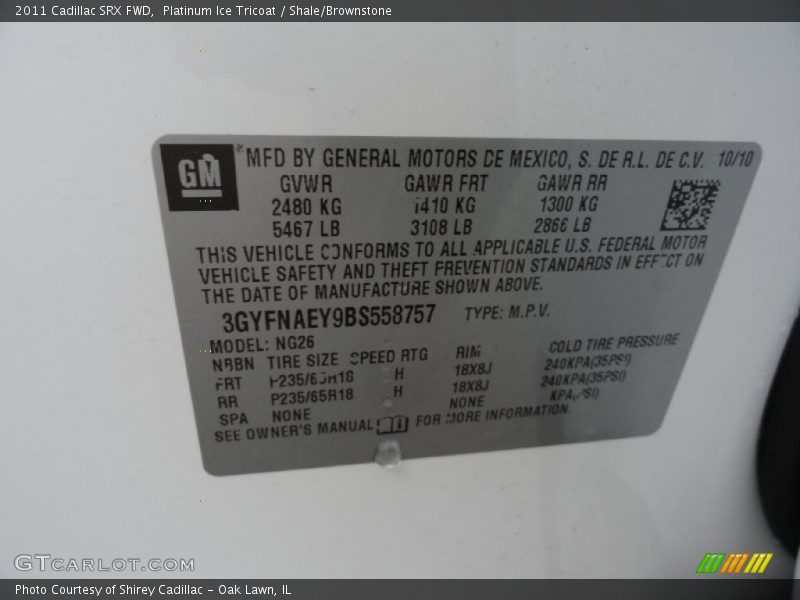 2011 Cadillac SRX FWD,  Platinum Ice Tricoat / Shale/Brownstone
GM ® MFD BY GENERAL MOTORS DE MEXICO, S. DE R.L. DE C.V. 10/10
GVWR GAWR FRT GAWR RR
2480 KG 1410 KG 1300 KG
5467 LB 3108 LB 2866 LB
THIS VEHICLE CONFORMS TO ALL APPLICABLE U.S. FEDERAL MOTOR
VEHICLE SAFETY AND THEFT PREVENTION STANDARDS IN EFFECT ON
THE DATE OF MANUFACTURE SHOWN ABOVE.
3GYFNAEY9BS558757 TYPE: M.P.V.
MODEL: NG26
NRBN TIRE SIZE SPEED RTG RIM COLD TIRE PRESSURE
FRT P235/65R18 H 18X8J 240KPA(35PSI)
RR P235/65R18 H 18X8J 240KPA(35PSI)
SPA NONE NONE KPA(PSI)
SEE OWNER'S MANUAL FOR MORE INFORMATION.
GTCARLOT.COM
Photo Courtesy of Shirey Cadillac - Oak Lawn, IL